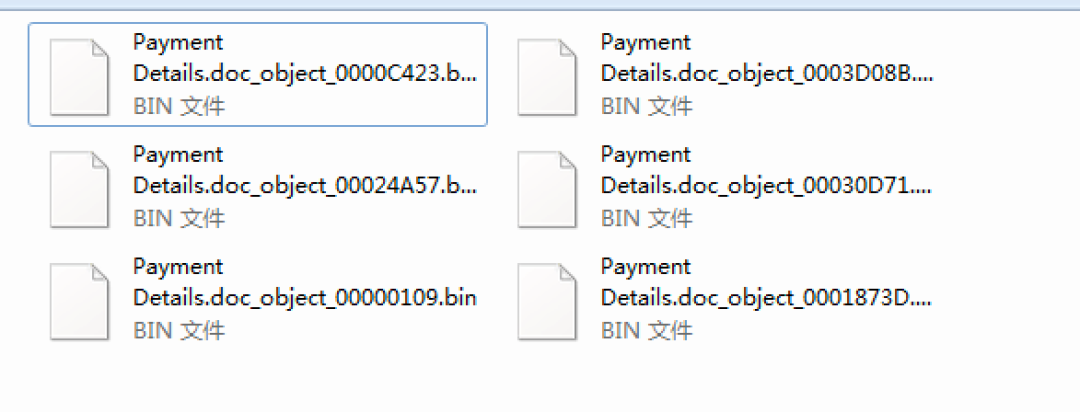 Payment
Details.doc_object_0000C423.b...
BIN 文件
Payment
Details.doc_object_0003D08B....
BIN 文件
Payment
Details.doc_object_00024A57.b...
BIN 文件
Payment
Details.doc_object_00030D71....
BIN 文件
Payment
Details.doc_object_00000109.bin
BIN 文件
Payment
Details.doc_object_0001873D....
BIN 文件